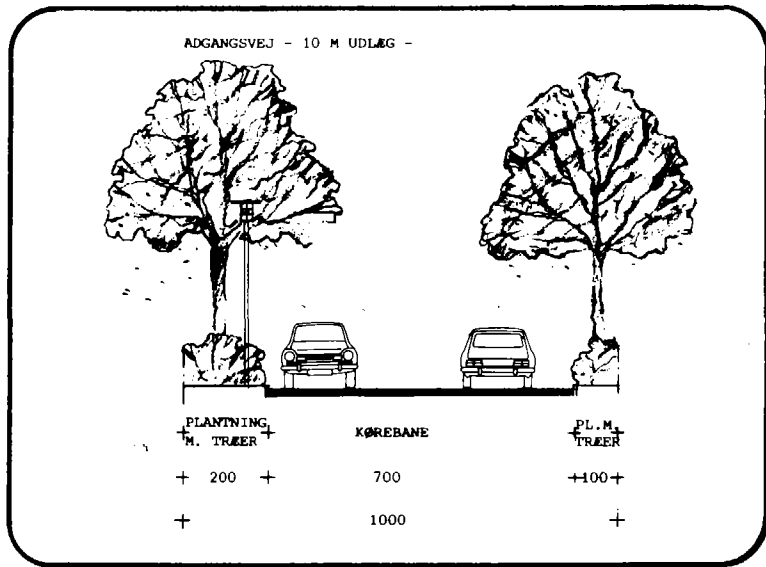 ADGANGSVEJ - 10 M UDLÆG -
PLANTNING
M. TRÆER
KØREBANE
PL.M.
TRÆER
200
700
100
1000